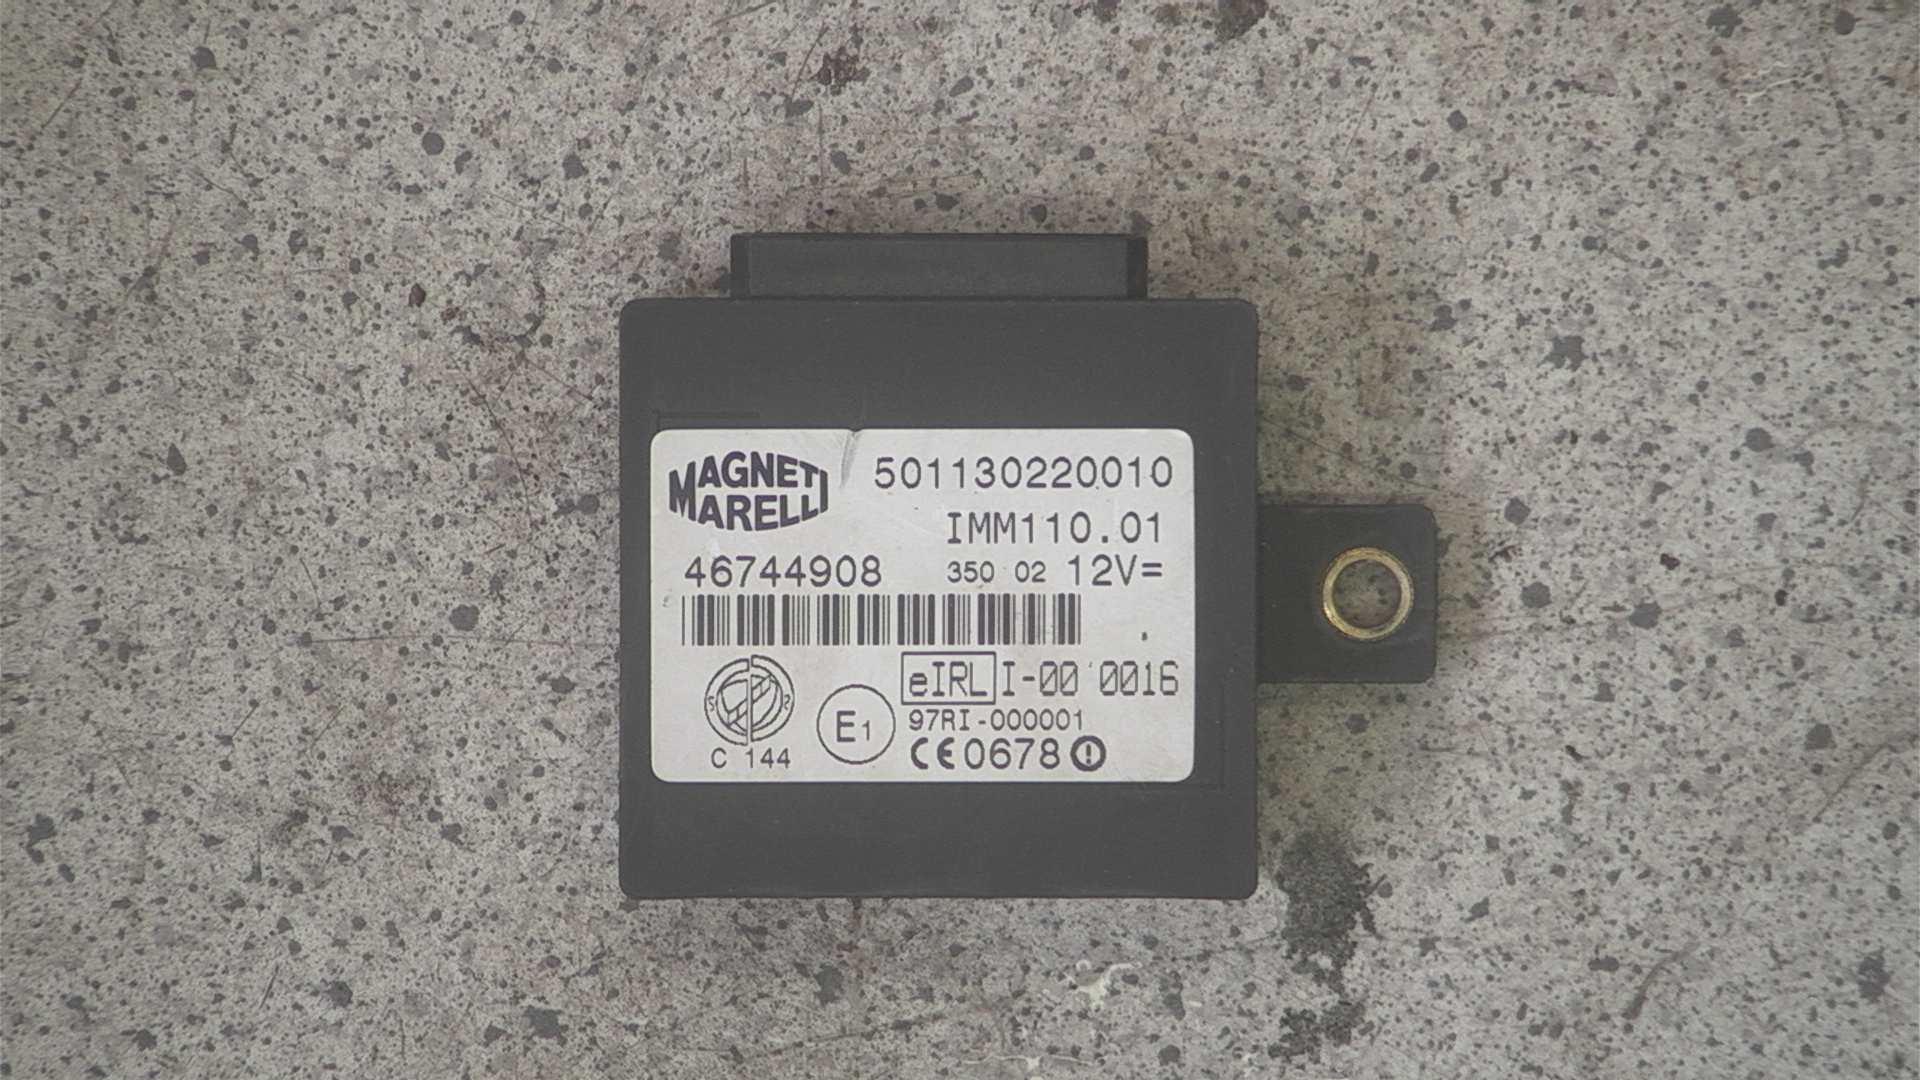 MAGNETI
MARELLI
501130220010
IMM110.01
46744908 350 02 12V=
eIRL I-00 0016
97RI-000001
E1
C 144
CE0678